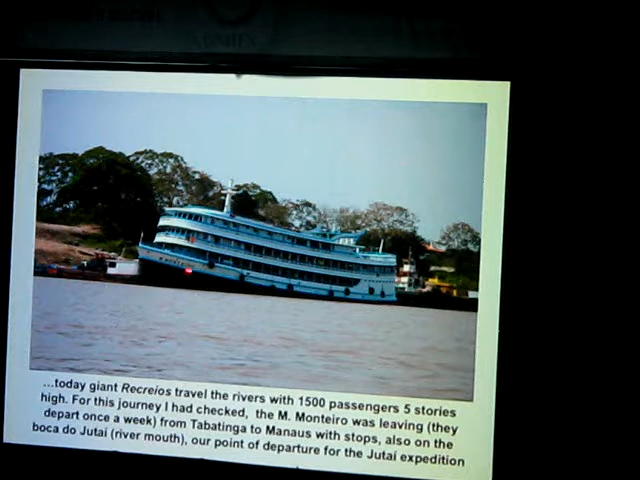 ...today giant Recreios travel the rivers with 1500 passengers 5 stories
high. For this journey I had checked, the M. Monteiro was leaving (they
depart once a week) from Tabatinga to Manaus with stops, also on the
boca do Jutaí (river mouth), our point of departure for the Jutaí expedition